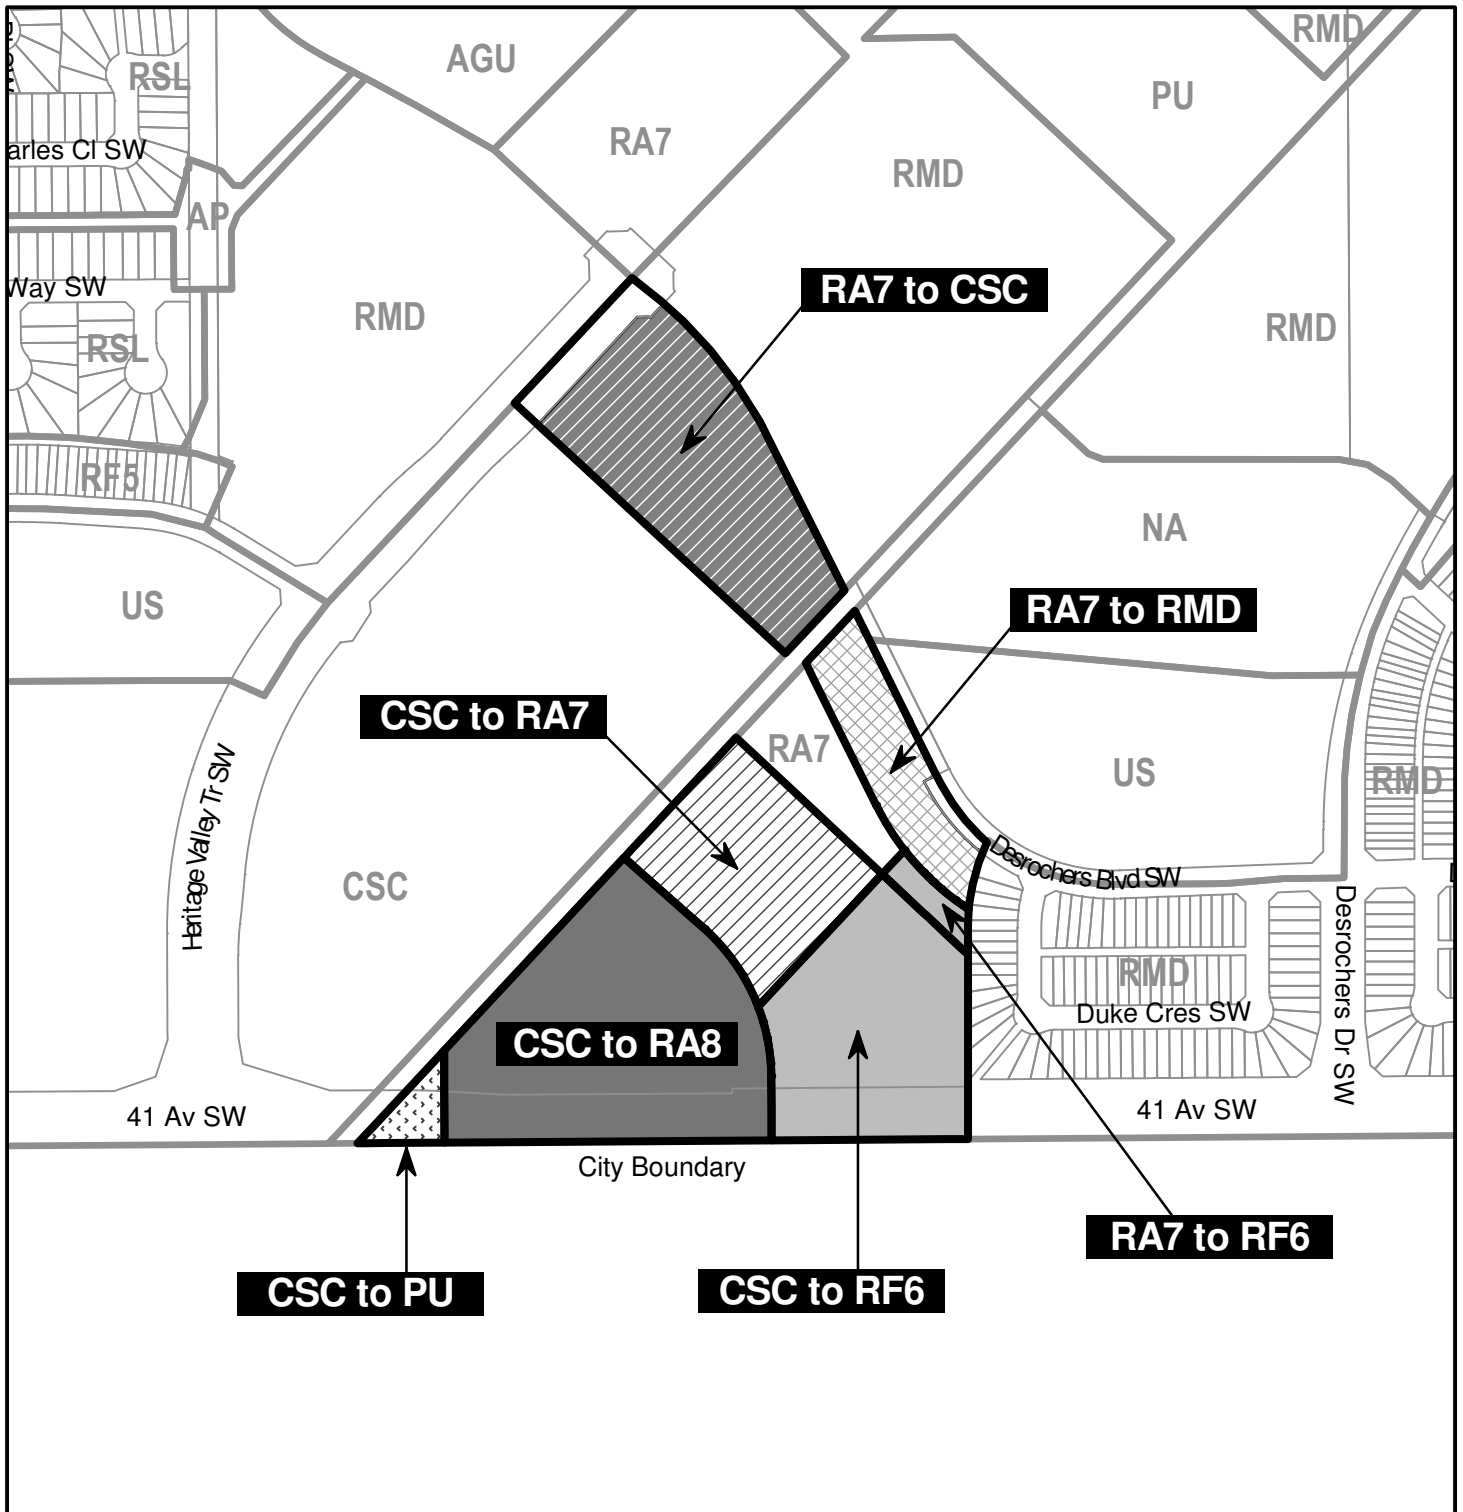 RMD
AGU
RSL
PU
RA7
arles Cl SW
RMD
AP
Way SW
RA7 to CSC
RMD
RMD
RSL
RF5
NA
US
RA7 to RMD
CSC to RA7
RA7
US
RMD
Heritage Valley Tr SW
Desrochers Blvd SW
CSC
Desrochers Dr SW
RMD
Duke Cres SW
CSC to RA8
41 Av SW
41 Av SW
City Boundary
RA7 to RF6
CSC to PU
CSC to RF6